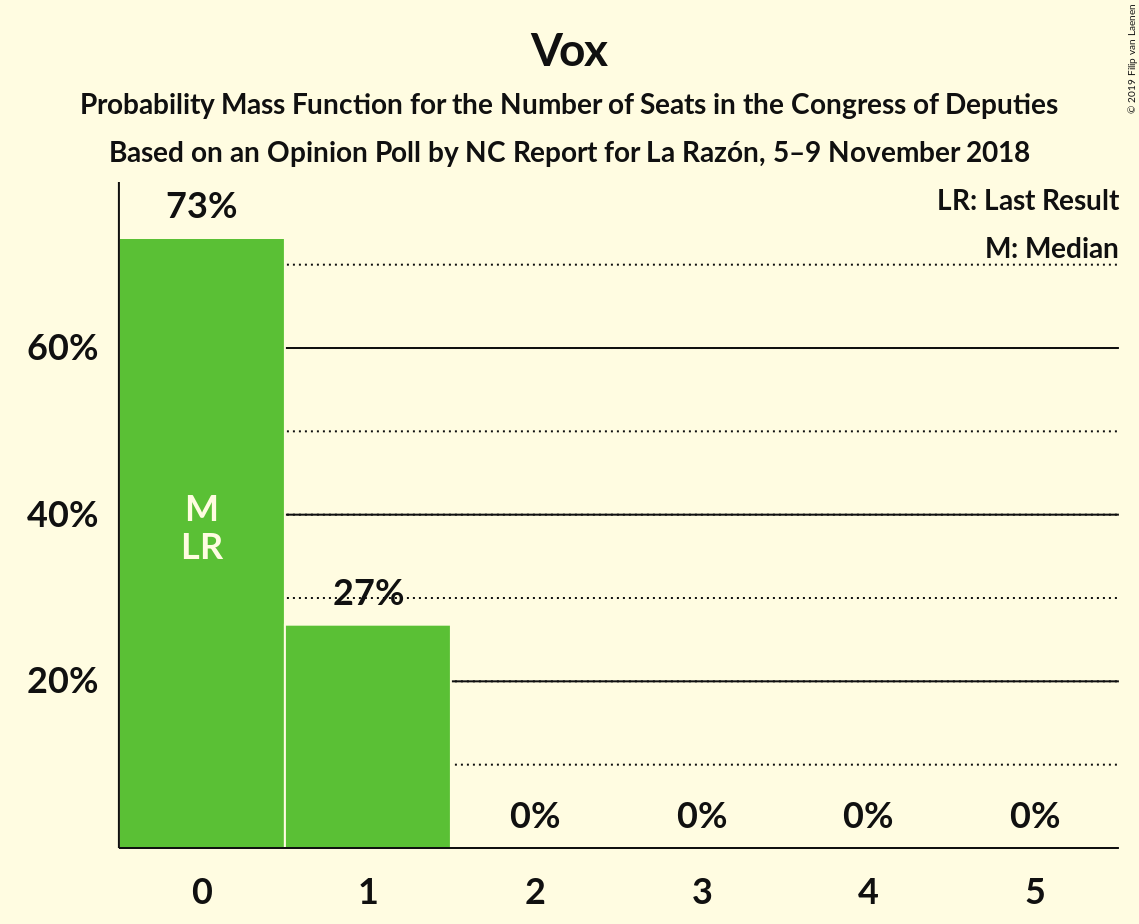 Vox
Probability Mass Function for the Number of Seats in the Congress of Deputies
Based on an Opinion Poll by NC Report for La Razón, 5–9 November 2018
© 2019 Filip van Laenen
LR: Last Result
M: Median
73%
60%
40%
20%
M
LR
27%
0%
0%
0%
0%
0
1
2
3
4
5